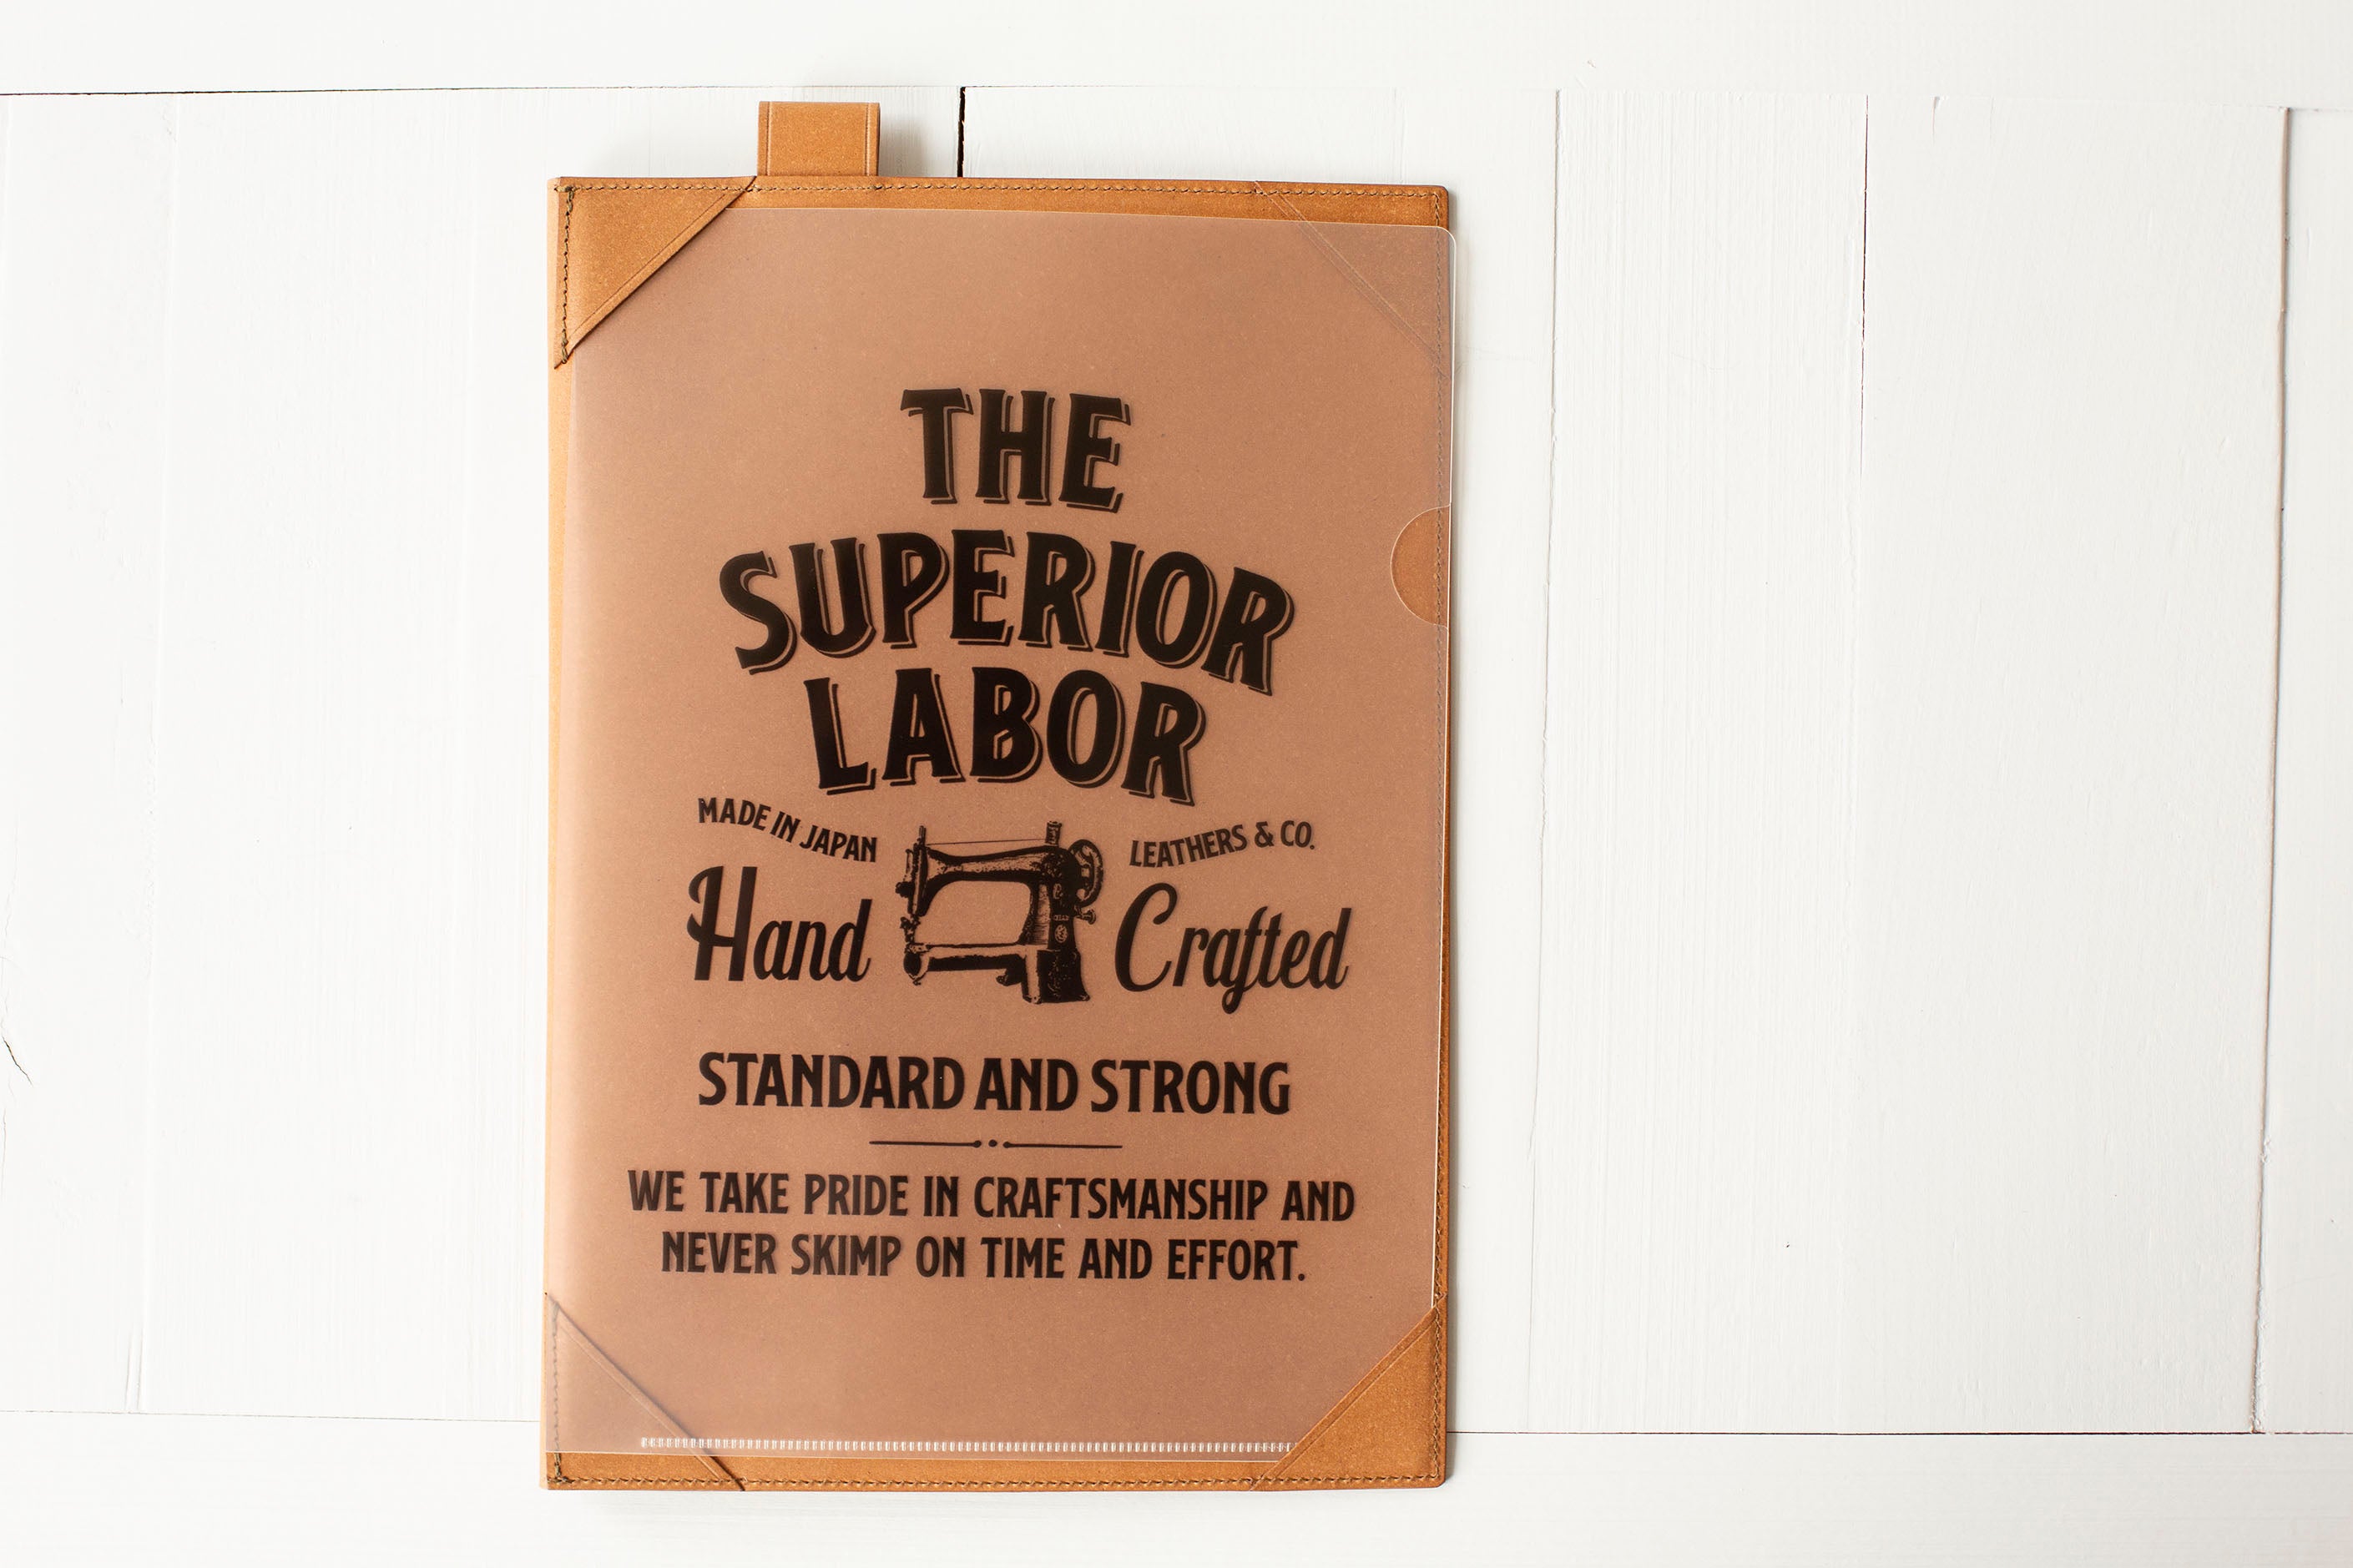 THE
SUPERIOR
LABOR
MADE IN JAPAN
LEATHERS & CO.
Hand Crafted
STANDARD AND STRONG
WE TAKE PRIDE IN CRAFTSMANSHIP AND
NEVER SKIMP ON TIME AND EFFORT.